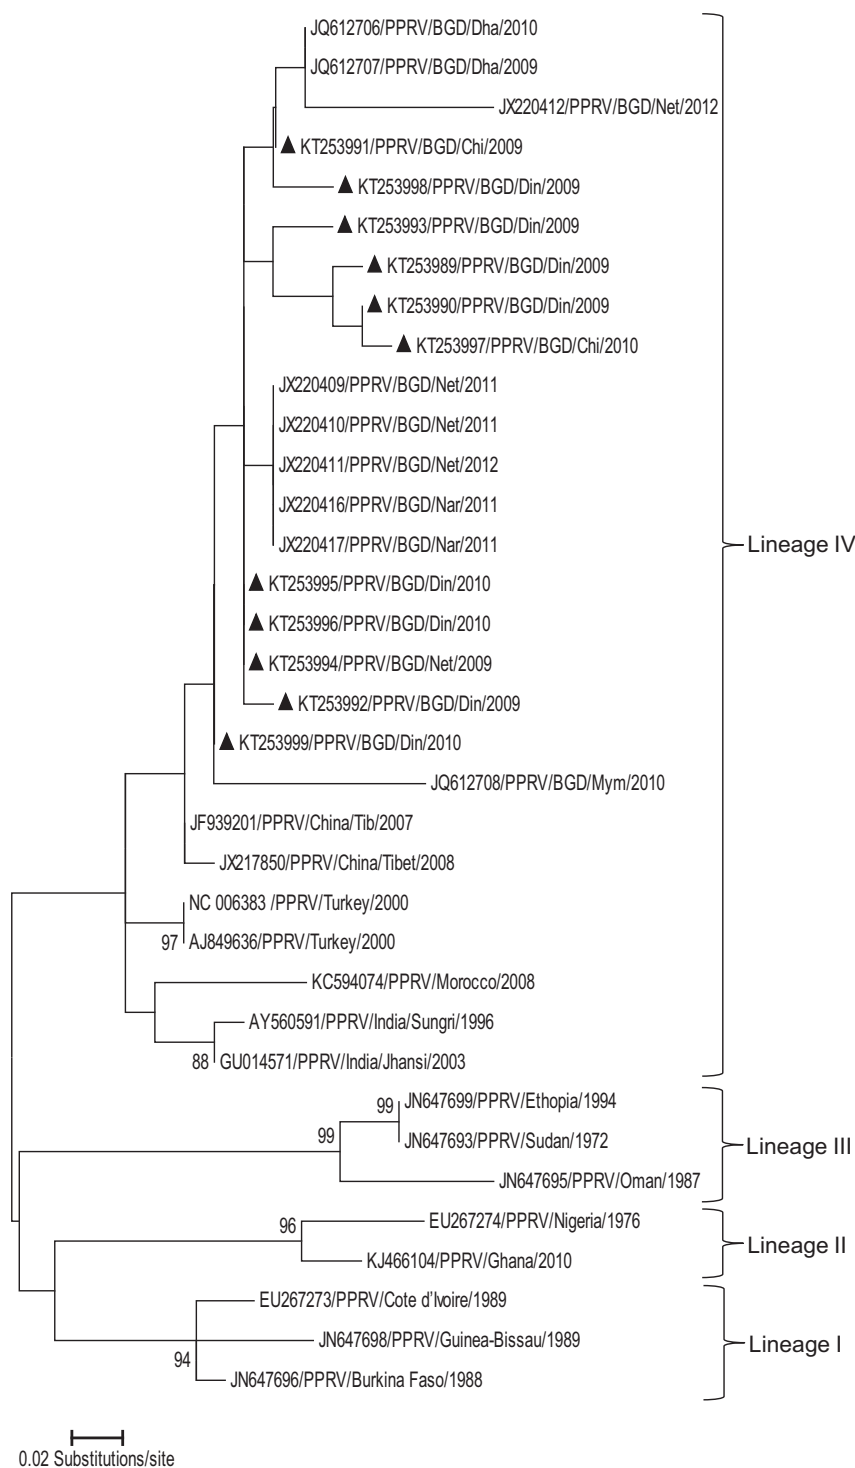 JQ612706/PPRV/BGD/Dha/2010
JQ612707/PPRV/BGD/Dha/2009
JX220412/PPRV/BGD/Net/2012
KT253991/PPRV/BGD/Chi/2009
KT253998/PPRV/BGD/Din/2009
KT253993/PPRV/BGD/Din/2009
KT253989/PPRV/BGD/Din/2009
KT253990/PPRV/BGD/Din/2009
KT253997/PPRV/BGD/Chi/2010
JX220409/PPRV/BGD/Net/2011
JX220410/PPRV/BGD/Net/2011
JX220411/PPRV/BGD/Net/2012
JX220416/PPRV/BGD/Nar/2011
JX220417/PPRV/BGD/Nar/2011
Lineage IV
KT253995/PPRV/BGD/Din/2010
KT253996/PPRV/BGD/Din/2010
KT253994/PPRV/BGD/Net/2009
KT253992/PPRV/BGD/Din/2009
KT253999/PPRV/BGD/Din/2010
JQ612708/PPRV/BGD/Mym/2010
JF939201/PPRV/China/Tib/2007
JX217850/PPRV/China/Tibet/2008
NC 006383 /PPRV/Turkey/2000
97 AJ849636/PPRV/Turkey/2000
KC594074/PPRV/Morocco/2008
AY560591/PPRV/India/Sungri/1996
88 GU014571/PPRV/India/Jhansi/2003
99 JN647699/PPRV/Ethopia/1994
99 JN647693/PPRV/Sudan/1972
Lineage III
JN647695/PPRV/Oman/1987
96 EU267274/PPRV/Nigeria/1976
Lineage II
KJ466104/PPRV/Ghana/2010
EU267273/PPRV/Cote d'Ivoire/1989
JN647698/PPRV/Guinea-Bissau/1989
Lineage I
94 JN647696/PPRV/Burkina Faso/1988
0.02 Substitutions/site